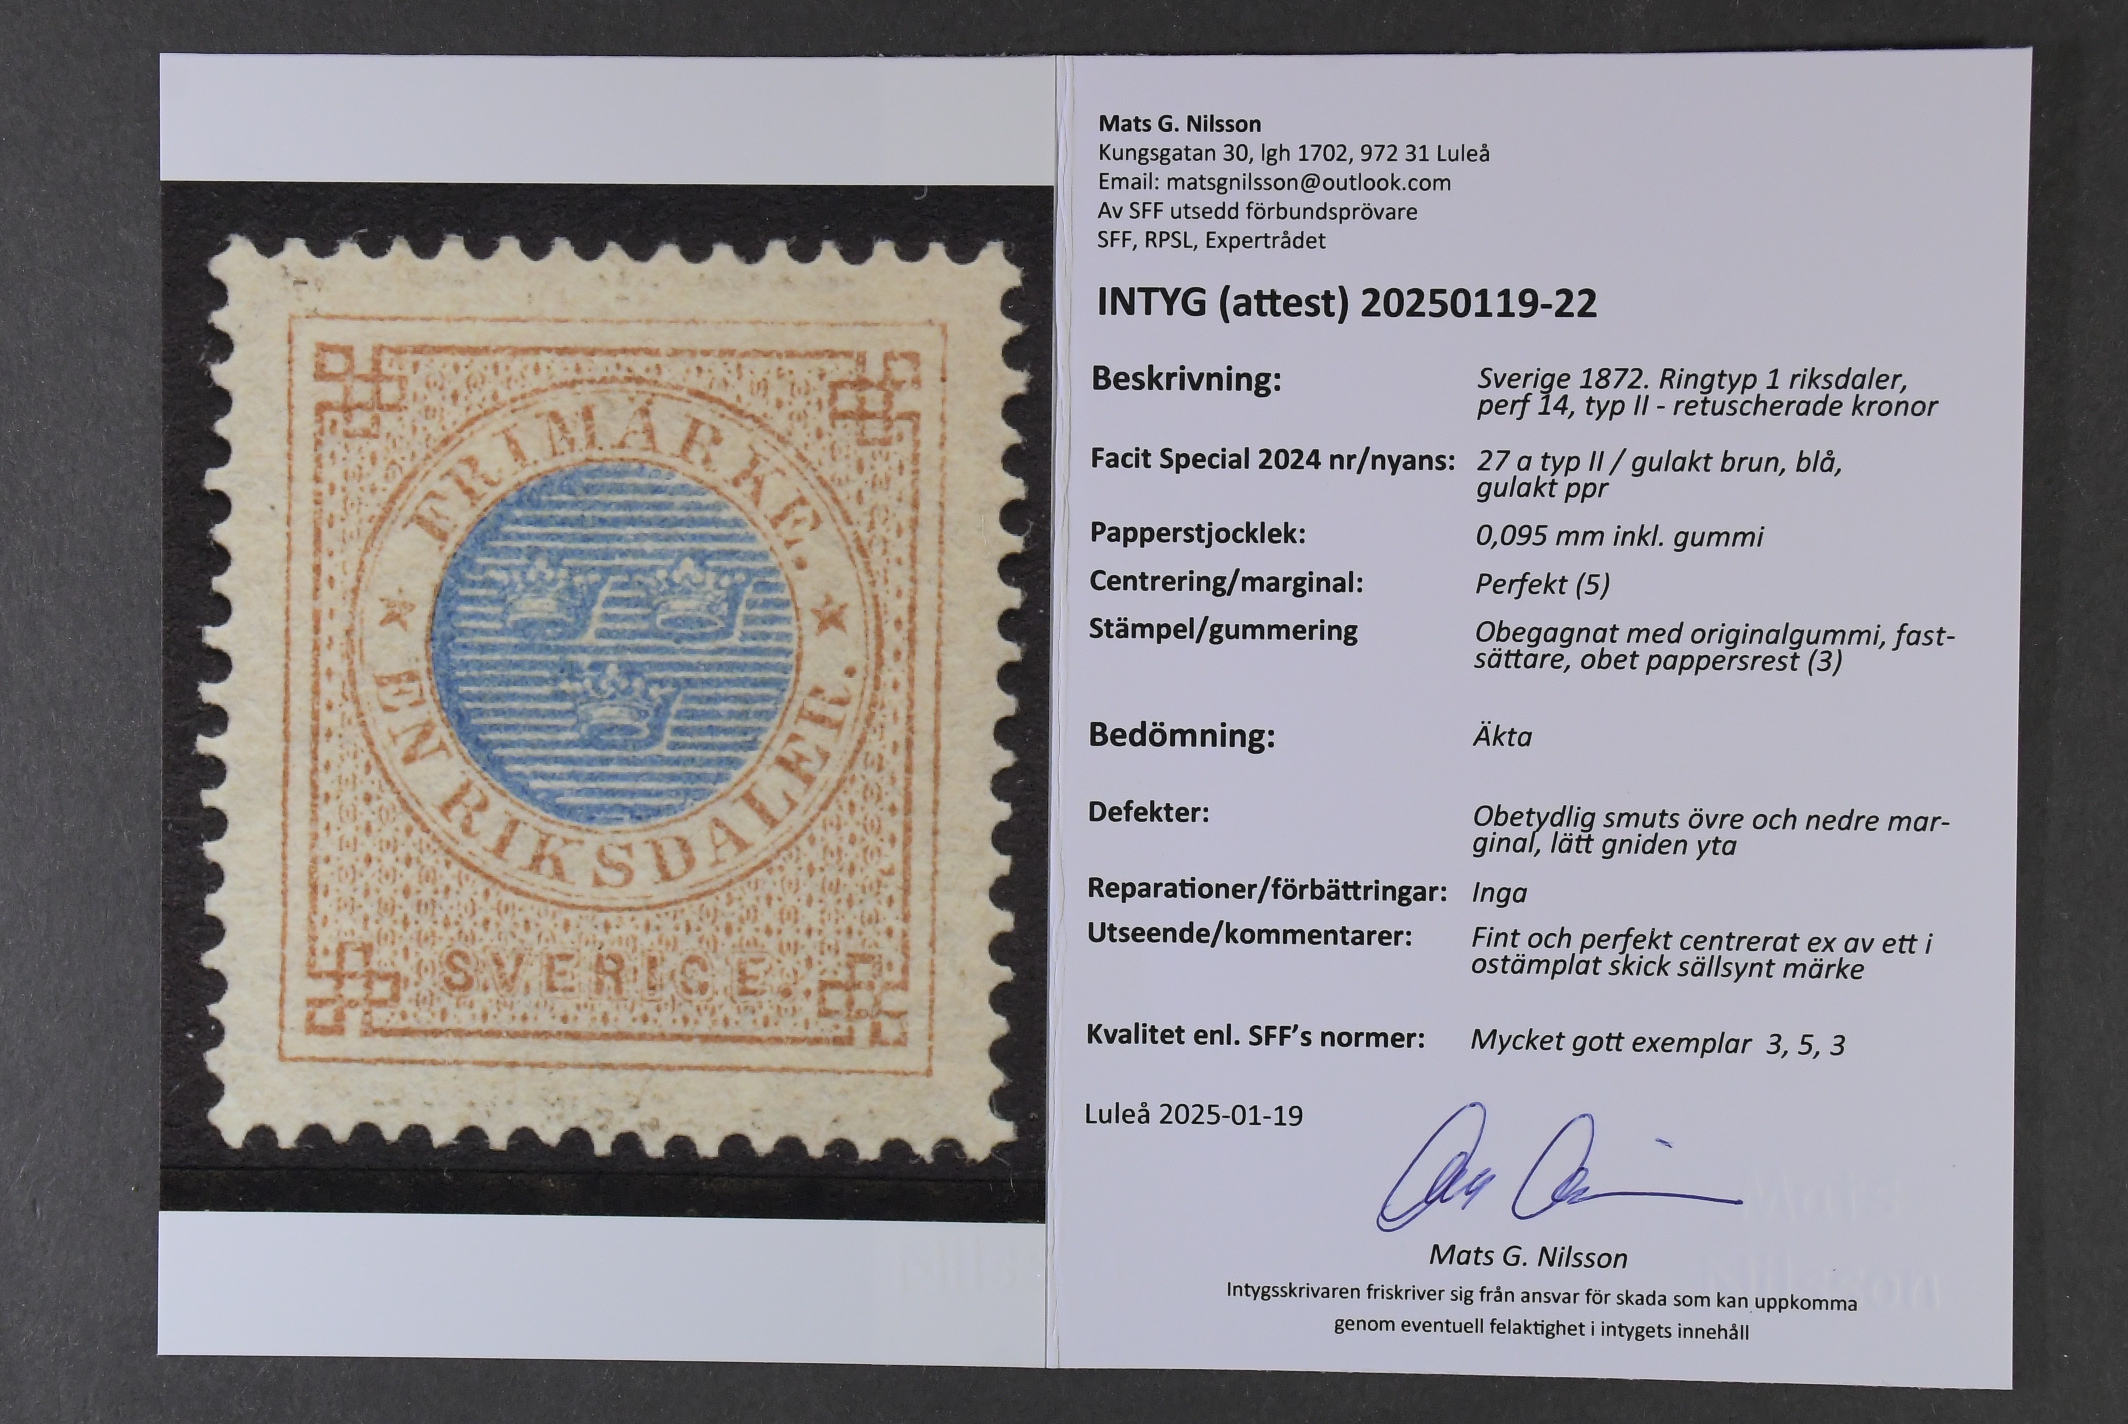 FRIMÄRKE.
EN RIKSDALER.
SVERIGE.
Mats G. Nilsson
Kungsgatan 30, lgh 1702, 972 31 Luleå
Email: matsgnilsson@outlook.com
Av SFF utsedd förbundsprövare
SFF, RPSL, Expertrådet
INTYG (attest) 20250119-22
Beskrivning: Sverige 1872. Ringtyp 1 riksdaler,
perf 14, typ II - retuscherade kronor
Facit Special 2024 nr/nyans: 27 a typ II / gulakt brun, blå,
gulakt ppr
Papperstjocklek: 0,095 mm inkl. gummi
Centrering/marginal: Perfekt (5)
Stämpel/gummering Obegagnat med originalgummi, fast-
sättare, obet pappersrest (3)
Bedömning: Äkta
Defekter: Obetydlig smuts övre och nedre mar-
ginal, lätt gniden yta
Reparationer/förbättringar: Inga
Utseende/kommentarer: Fint och perfekt centrerat ex av ett i
ostämplat skick sällsynt märke
Kvalitet enl. SFF's normer: Mycket gott exemplar 3, 5, 3
Luleå 2025-01-19
Mats G. Nilsson
Intygsskrivaren friskriver sig från ansvar för skada som kan uppkomma
genom eventuell felaktighet i intygets innehåll